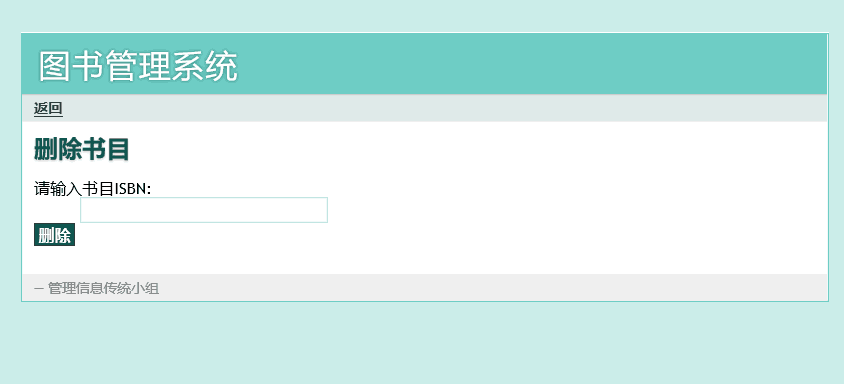 图书管理系统
返回
删除书目
请输入书目ISBN:
删除
— 管理信息传统小组